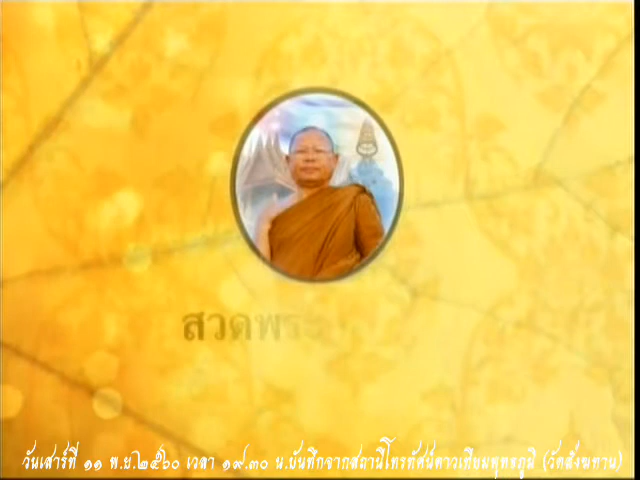 สวดพระ
วันเสาร์ที่ ๑๑ พ.ย.๒๕๖๐ เวลา ๑๙.๓๐ น.บันทึกจากสถานีโทรทัศน์ดาวเทียมพุทธภูมิ (วัดสังฆทาน)